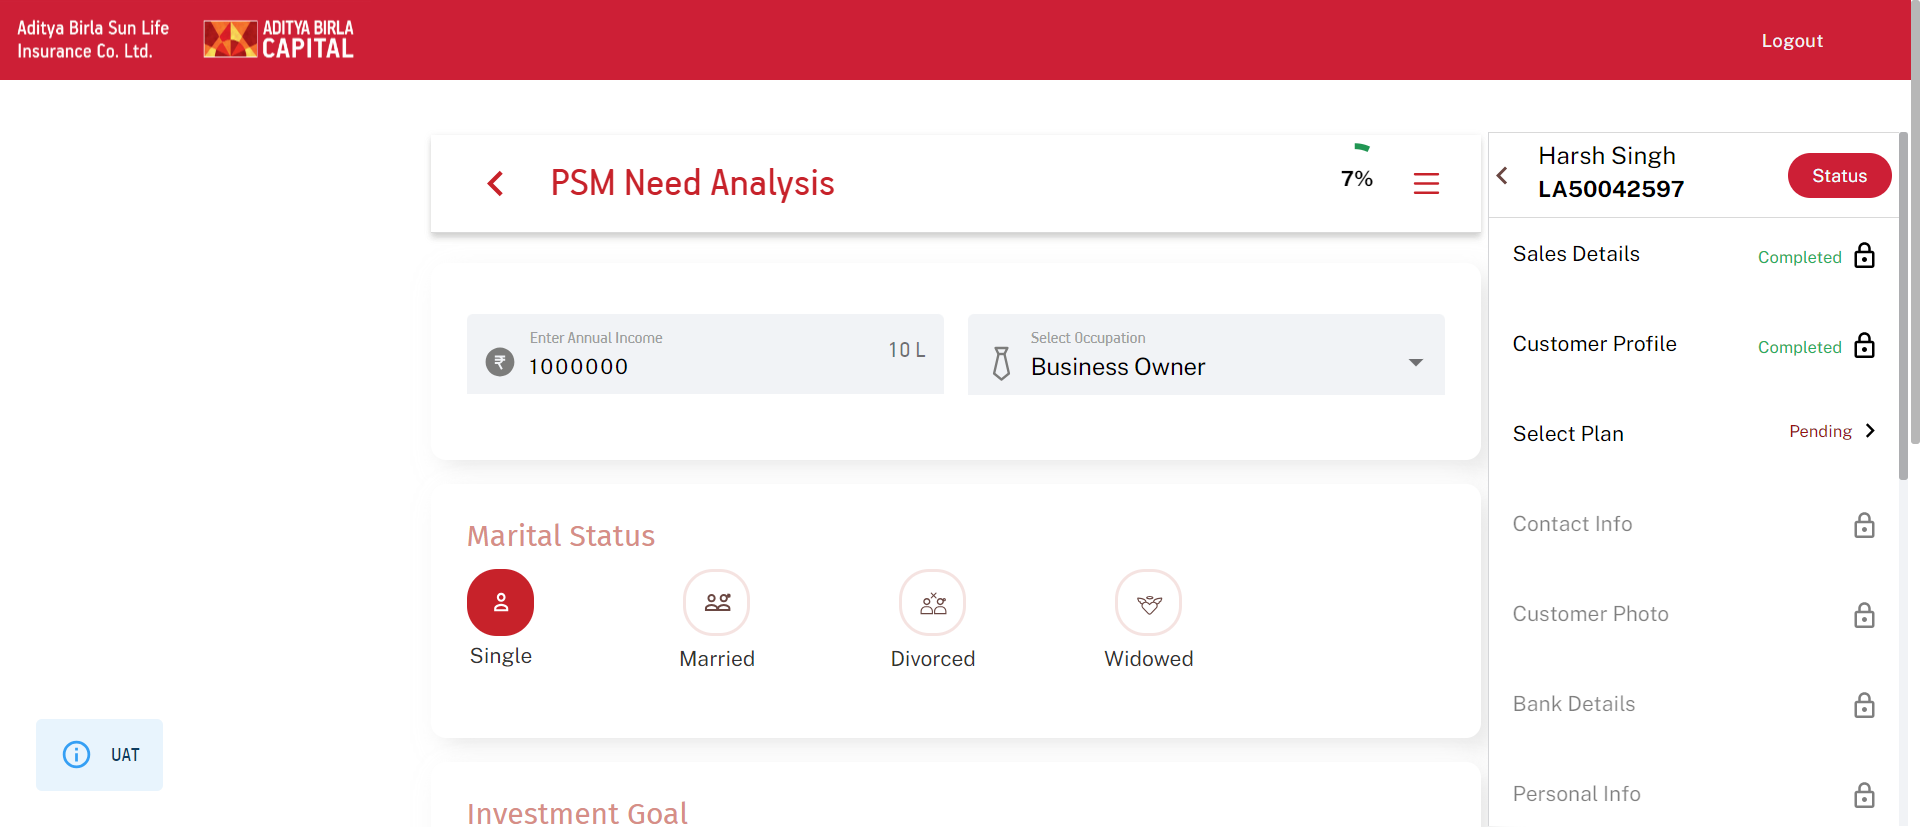 Aditya Birla Sun Life
Insurance Co. Ltd.
ADITYA BIRLA
CAPITAL
Logout
PSM Need Analysis
7%
Enter Annual Income
1000000
10 L
Select Occupation
Business Owner
Marital Status
Single
Married
Divorced
Widowed
Investment Goal
UAT
Harsh Singh
LA50042597
Status
Sales Details
Completed
Customer Profile
Completed
Select Plan
Pending
Contact Info
Customer Photo
Bank Details
Personal Info